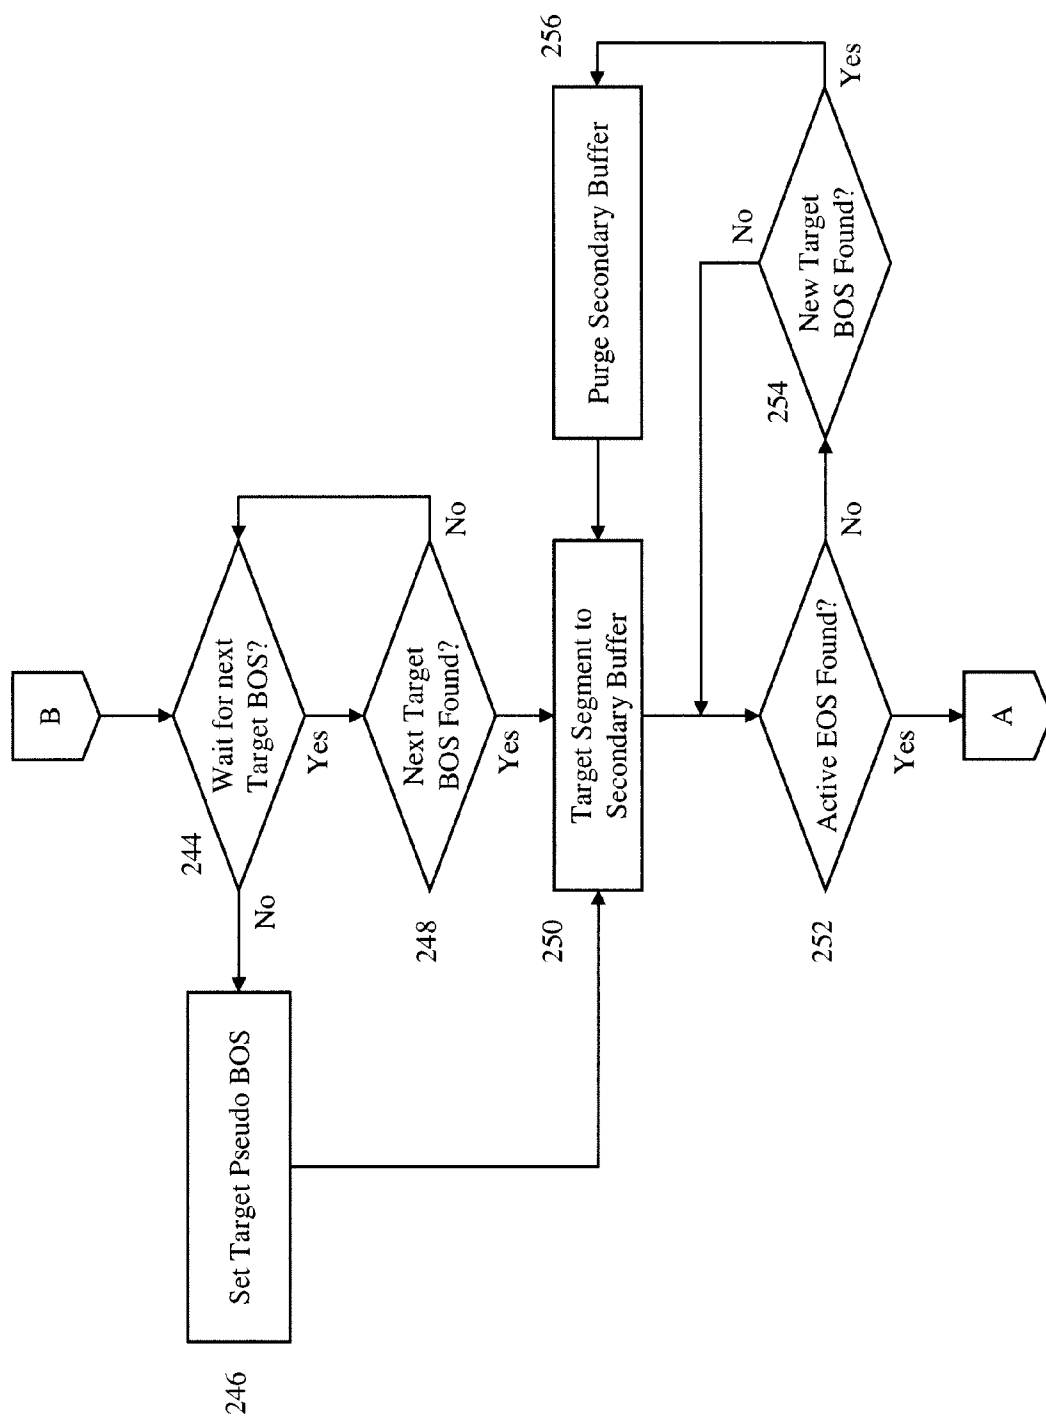 B
244
Wait for next
Target BOS?
No
Yes
246
Set Target Pseudo BOS
248
Next Target
BOS Found?
No
Yes
250
Target Segment to
Secondary Buffer
256
Purge Secondary Buffer
252
Active EOS Found?
No
Yes
254
New Target
BOS Found?
No
Yes
A